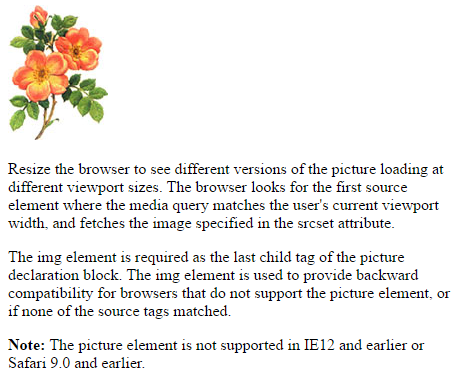 Resize the browser to see different versions of the picture loading at
different viewport sizes. The browser looks for the first source
element where the media query matches the user's current viewport
width, and fetches the image specified in the srcset attribute.
The img element is required as the last child tag of the picture
declaration block. The img element is used to provide backward
compatibility for browsers that do not support the picture element, or
if none of the source tags matched.
Note: The picture element is not supported in IE12 and earlier or
Safari 9.0 and earlier.